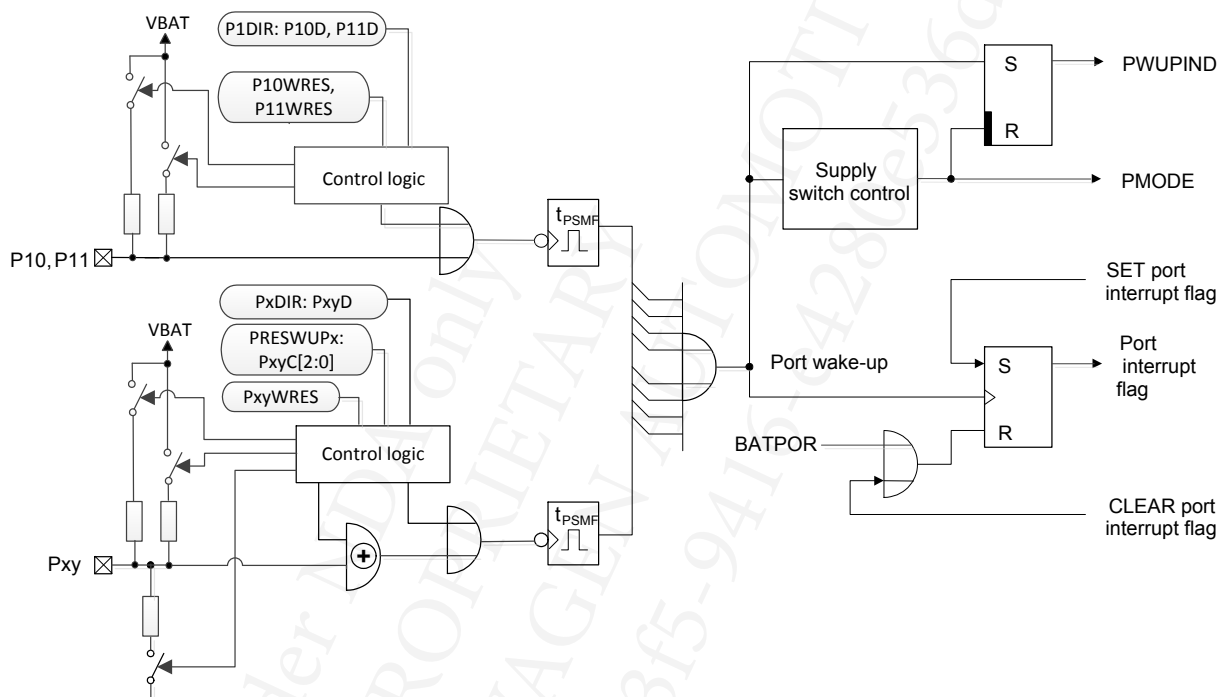 VBAT
P1DIR: P10D, P11D
P10WRES,
P11WRES
Control logic
P10, P11
tPSMF
PxDIR: PxyD
VBAT
PRESWUPx:
PxyC[2:0]
PxyWRES
Control logic
Pxy
tPSMF
S
R
PWUPIND
Supply
switch control
PMODE
SET port
interrupt flag
Port wake-up
S
R
Port
interrupt
flag
BATPOR
CLEAR port
interrupt flag